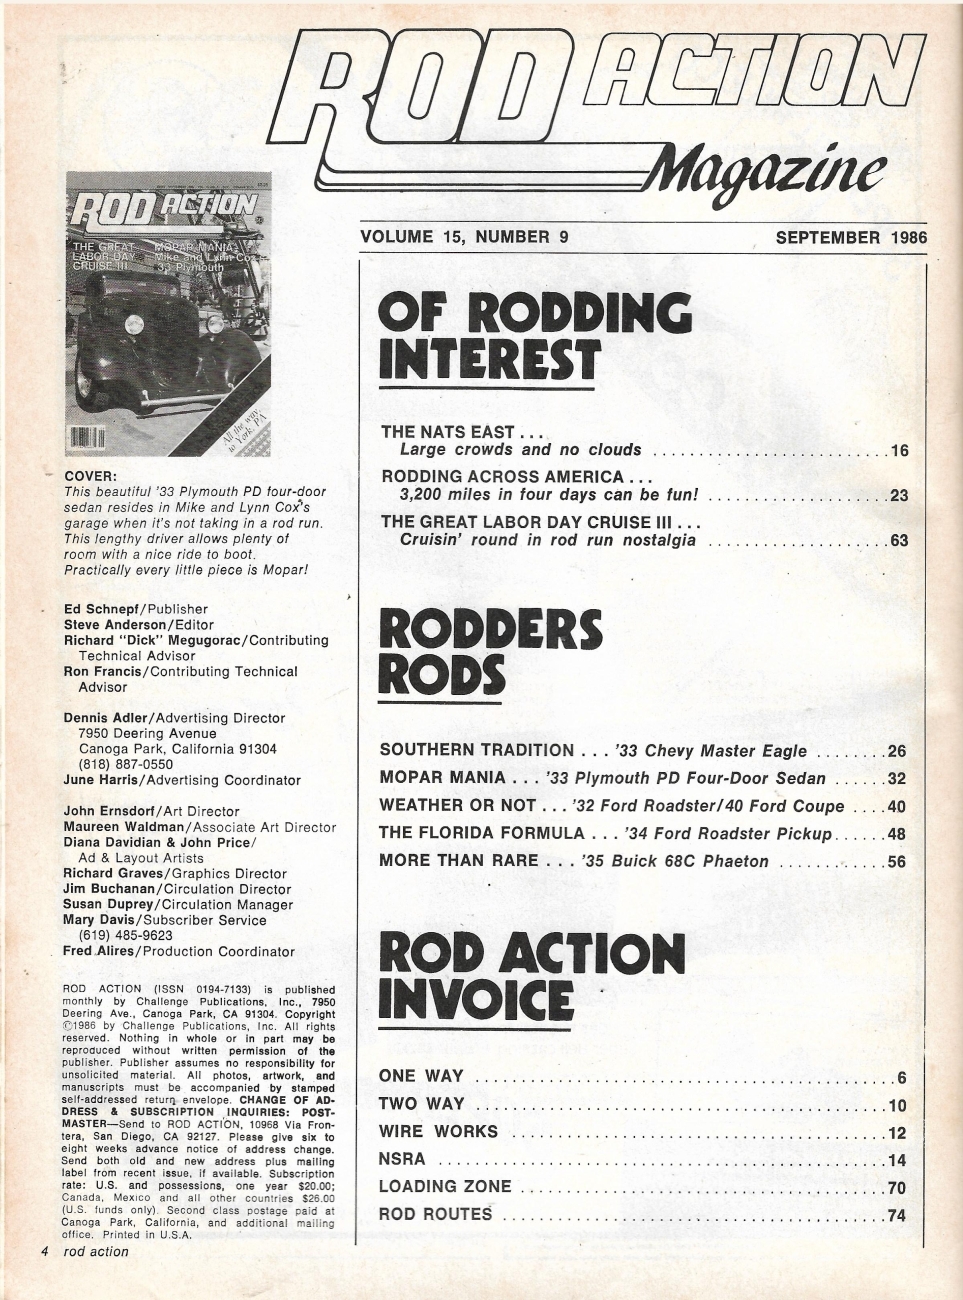 ROD ACTION
Magazine
VOLUME 15, NUMBER 9 SEPTEMBER 1986
ROD ACTION
THE GREAT
LABOR DAY
CRUISE III
MOPAR MANIA
Mike and Lynn Cox
'33 Plymouth
All the way
to York, PA
COVER:
This beautiful '33 Plymouth PD four-door
sedan resides in Mike and Lynn Cox's
garage when it's not taking in a rod run.
This lengthy driver allows plenty of
room with a nice ride to boot.
Practically every little piece is Mopar!
Ed Schnepf/Publisher
Steve Anderson/Editor
Richard "Dick" Megugorac/Contributing
Technical Advisor
Ron Francis/Contributing Technical
Advisor
Dennis Adler/Advertising Director
7950 Deering Avenue
Canoga Park, California 91304
(818) 887-0550
June Harris/Advertising Coordinator
John Ernsdorf/Art Director
Maureen Waldman/Associate Art Director
Diana Davidian & John Price/
Ad & Layout Artists
Richard Graves/Graphics Director
Jim Buchanan/Circulation Director
Susan Duprey/Circulation Manager
Mary Davis/Subscriber Service
(619) 485-9623
Fred Alires/Production Coordinator
ROD ACTION (ISSN 0194-7133) is published
monthly by Challenge Publications, Inc., 7950
Deering Ave., Canoga Park, CA 91304. Copyright
©1986 by Challenge Publications, Inc. All rights
reserved. Nothing in whole or in part may be
reproduced without written permission of the
publisher. Publisher assumes no responsibility for
unsolicited material. All photos, artwork, and
manuscripts must be accompanied by stamped
self-addressed return envelope. CHANGE OF AD-
DRESS & SUBSCRIPTION INQUIRIES: POST-
MASTER—Send to ROD ACTION, 10968 Via Fron-
tera, San Diego, CA 92127. Please give six to
eight weeks advance notice of address change.
Send both old and new address plus mailing
label from recent issue, if available. Subscription
rate: U.S. and possessions, one year $20.00;
Canada, Mexico and all other countries $26.00
(U.S. funds only). Second class postage paid at
Canoga Park, California, and additional mailing
office. Printed in U.S.A.
OF RODDING
INTEREST
THE NATS EAST . . .
Large crowds and no clouds ........................ 16
RODDING ACROSS AMERICA . . .
3,200 miles in four days can be fun! .................. 23
THE GREAT LABOR DAY CRUISE III . . .
Cruisin' round in rod run nostalgia .................. 63
RODDERS
RODS
SOUTHERN TRADITION . . . '33 Chevy Master Eagle ........ 26
MOPAR MANIA . . . '33 Plymouth PD Four-Door Sedan ...... 32
WEATHER OR NOT . . . '32 Ford Roadster/40 Ford Coupe .... 40
THE FLORIDA FORMULA . . . '34 Ford Roadster Pickup ...... 48
MORE THAN RARE . . . '35 Buick 68C Phaeton ............ 56
ROD ACTION
INVOICE
ONE WAY .......................................... 6
TWO WAY .......................................... 10
WIRE WORKS ...................................... 12
NSRA ............................................. 14
LOADING ZONE .................................... 70
ROD ROUTES ...................................... 74
4 rod action